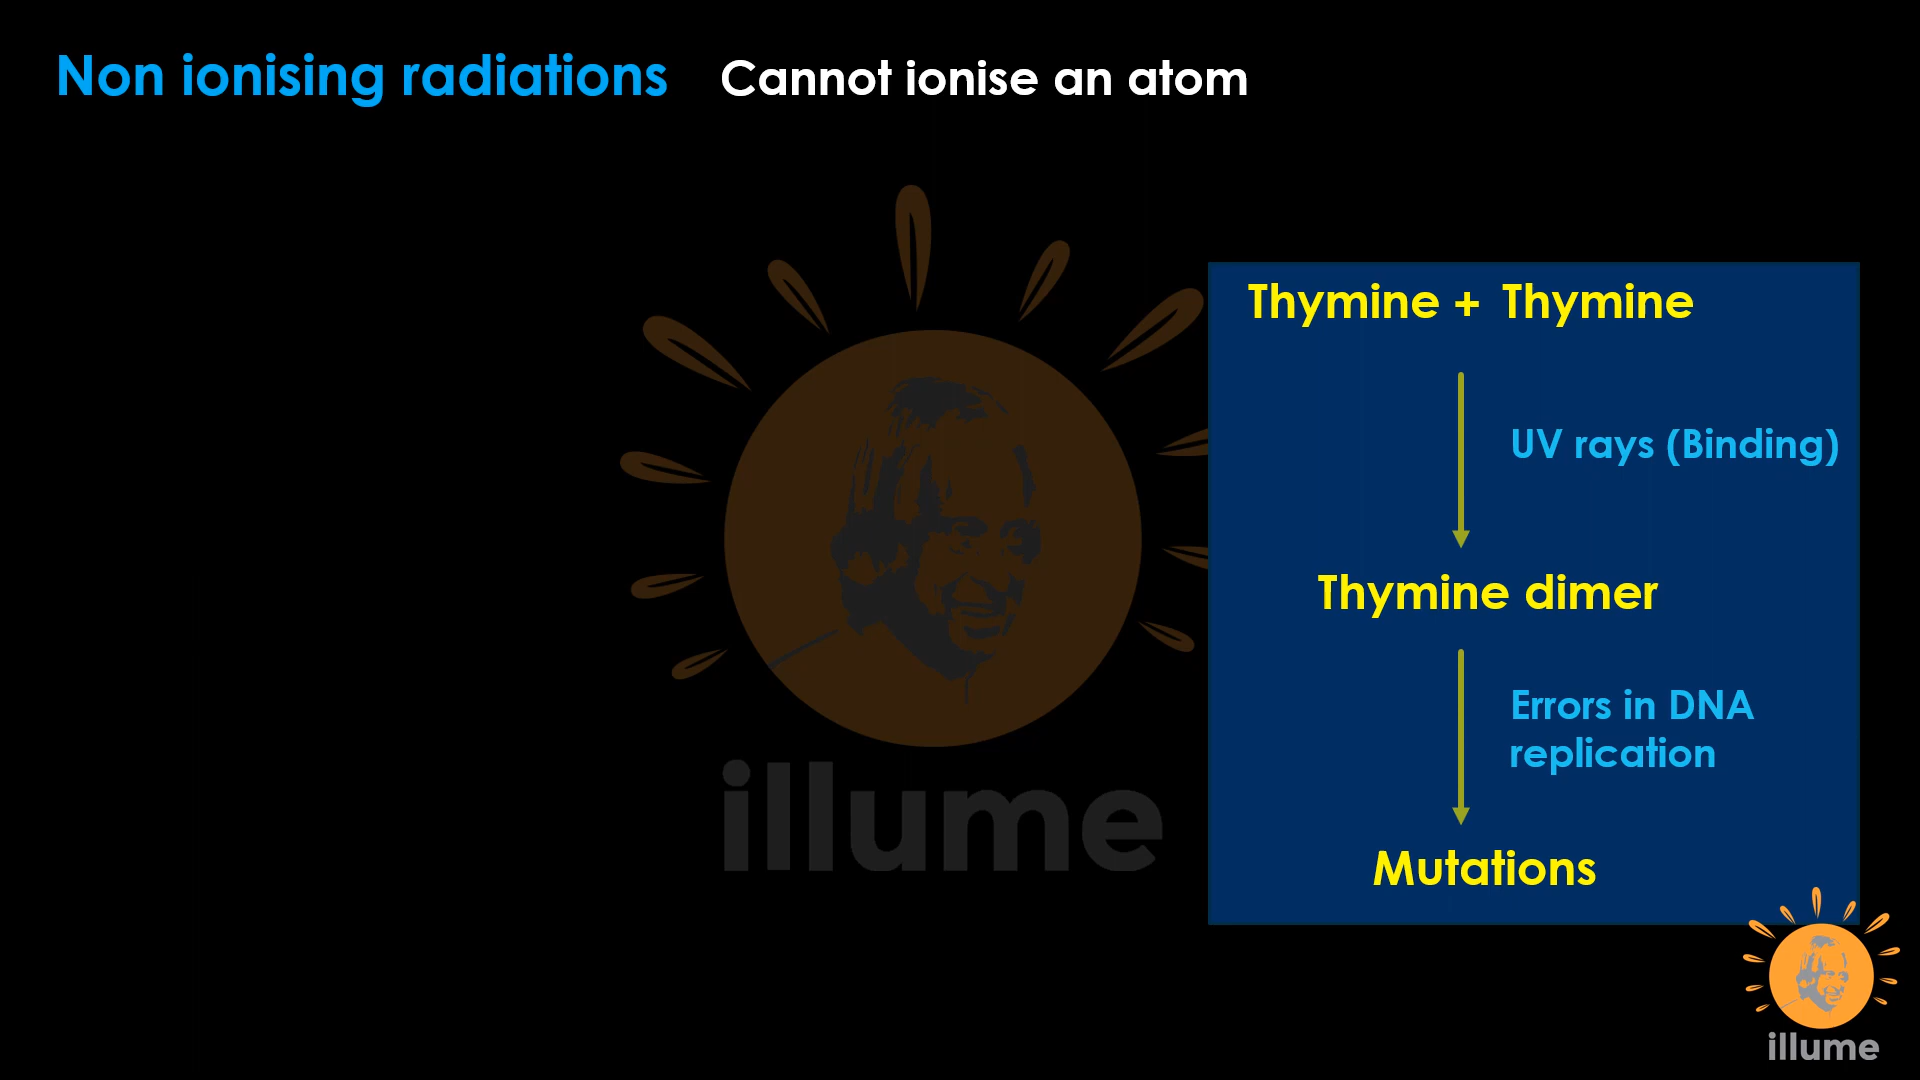 Non ionising radiations Cannot ionise an atom
Thymine + Thymine
UV rays (Binding)
Thymine dimer
Errors in DNA
replication
Mutations
illume
illume